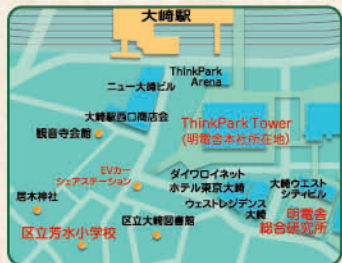 大崎駅
ThinkPark
Arena
ニュー大崎ビル
大崎駅西口商店会
観音寺会館
ThinkPark Tower
(明電舎本社所在地)
EVカー
シェアステーション
ダイワロイネット
ホテル東京大崎
大崎ウエスト
シティビル
ウェストレジデンス
大崎
居木神社
明電舎
総合研究所
区立大崎図書館
区立芳水小学校